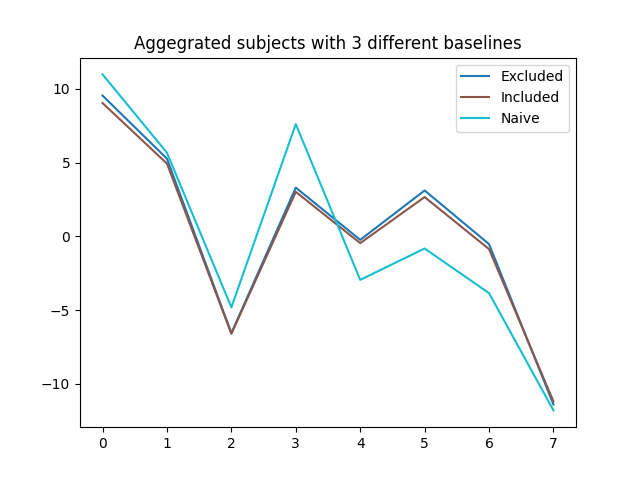 Aggegrated subjects with 3 different baselines
Excluded
Included
Naive
10
5
0
−5
−10
0 1 2 3 4 5 6 7